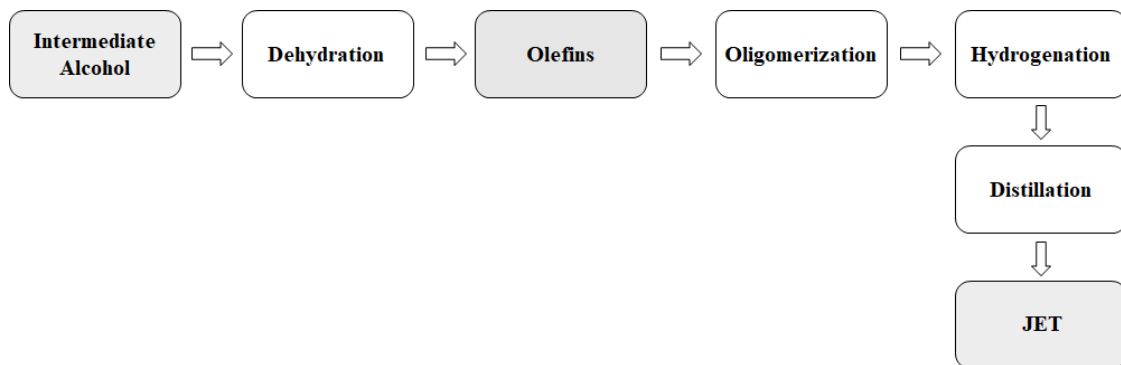 Intermediate
Alcohol
Dehydration
Olefins
Oligomerization
Hydrogenation
Distillation
JET